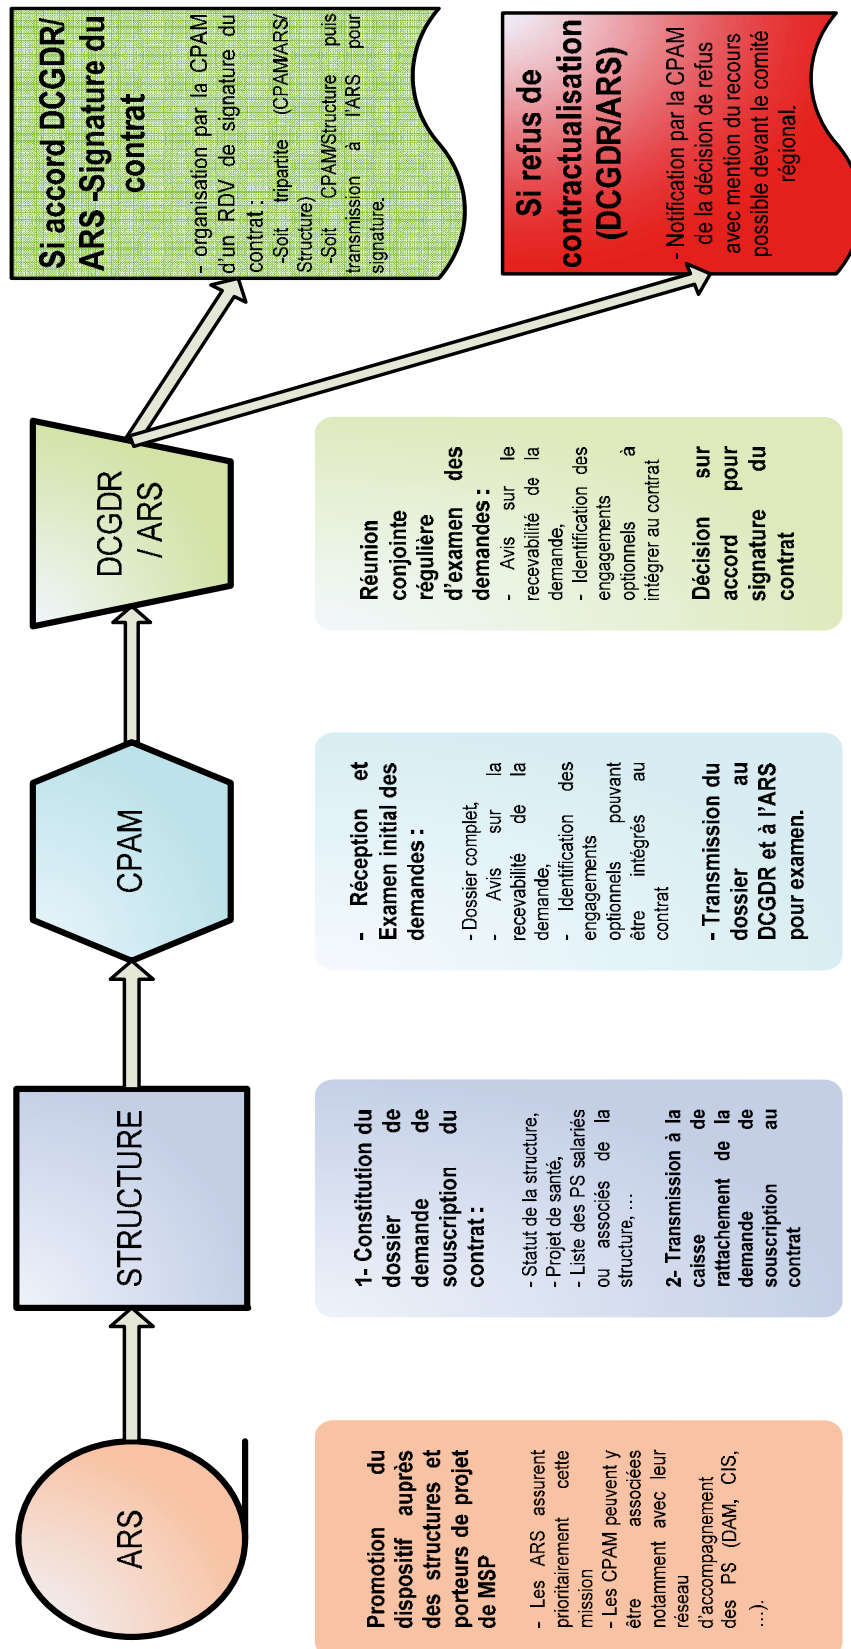 ARS
Promotion du
dispositif auprès
des structures et
porteurs de projet
de MSP
- Les ARS assurent
prioritairement cette
mission
- Les CPAM peuvent y
être associées
notamment avec leur
réseau
d'accompagnement
des PS (DAM, CIS,
…).
STRUCTURE
1- Constitution du
dossier de
demande de
souscription du
contrat :
- Statut de la structure,
- Projet de santé,
- Liste des PS salariés
ou associés de la
structure, …
2- Transmission à la
caisse de
rattachement de la
demande de
souscription au
contrat
CPAM
- Réception et
Examen initial des
demandes :
- Dossier complet,
- Avis sur la
recevabilité de la
demande,
- Identification des
engagements
optionnels pouvant
être intégrés au
contrat
- Transmission du
dossier au
DCGDR et à l'ARS
pour examen.
DCGDR
/ ARS
Réunion
conjointe
régulière
d'examen des
demandes :
- Avis sur le
recevabilité de la
demande,
- Identification des
engagements
optionnels à
intégrer au contrat
Décision sur
accord pour
signature du
contrat
Si accord DCGDR/
ARS -Signature du
contrat
- organisation par la CPAM
d'un RDV de signature du
contrat :
-Soit tripartite (CPAM/ARS/
Structure)
-Soit CPAM/Structure puis
transmission à l'ARS pour
signature.
Si refus de
contractualisation
(DCGDR/ARS)
- Notification par la CPAM
de la décision de refus
avec mention du recours
possible devant le comité
régional.